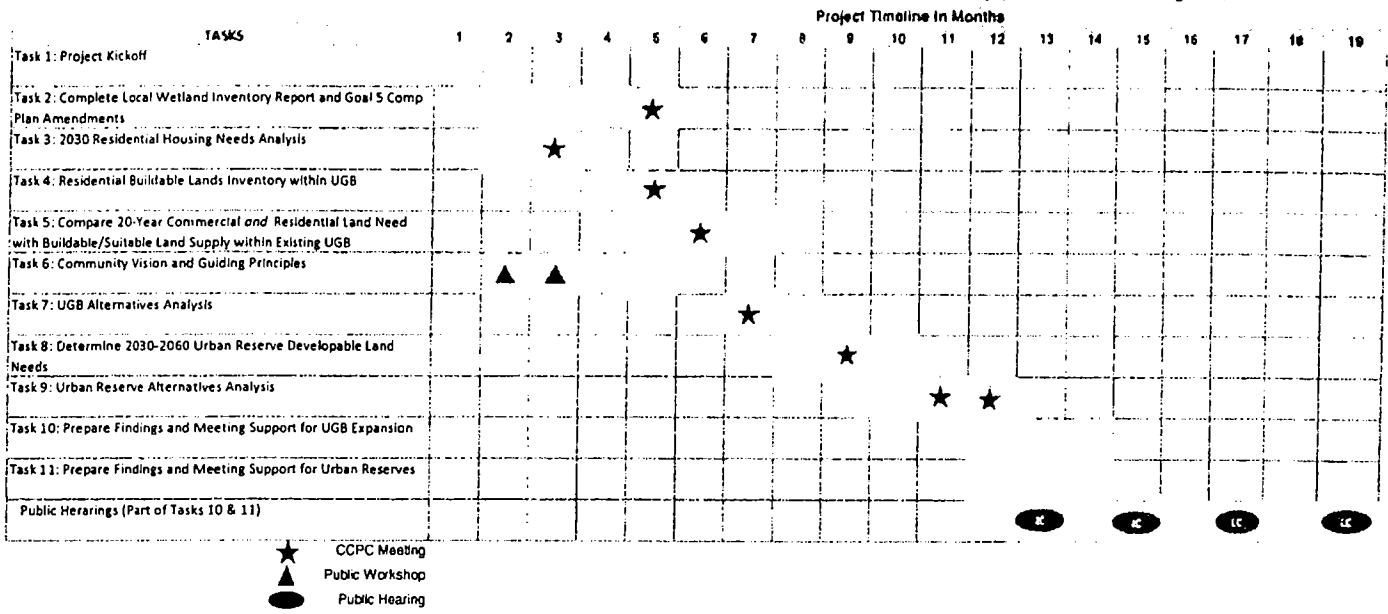 Project Timeline In Months
TASKS 1 2 3 4 5 6 7 8 9 10 11 12 13 14 15 16 17 18 19
Task 1: Project Kickoff
Task 2: Complete Local Wetland Inventory Report and Goal 5 Comp
Plan Amendments
Task 3: 2030 Residential Housing Needs Analysis
Task 4: Residential Buildable Lands Inventory within UGB
Task 5: Compare 20-Year Commercial and Residential Land Need
with Buildable/Suitable Land Supply within Existing UGB
Task 6: Community Vision and Guiding Principles
Task 7: UGB Alternatives Analysis
Task 8: Determine 2030-2060 Urban Reserve Developable Land
Needs
Task 9: Urban Reserve Alternatives Analysis
Task 10: Prepare Findings and Meeting Support for UGB Expansion
Task 11: Prepare Findings and Meeting Support for Urban Reserves
Public Herarings (Part of Tasks 10 & 11)
CCPC Meeting
Public Workshop
Public Hearing